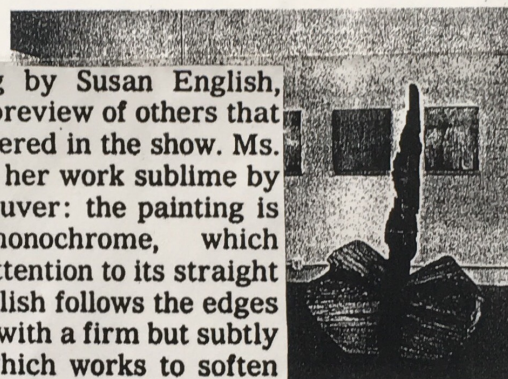 by Susan English,
preview of others that
ered in the show. Ms.
her work sublime by
uver: the painting is
nonochrome, which
ttention to its straight
lish follows the edges
with a firm but subtly
hich works to soften